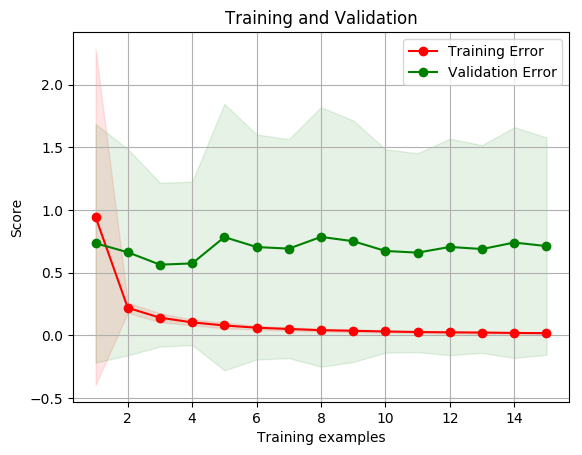 Training and Validation
Training Error
Validation Error
Score
2.0
1.5
1.0
0.5
0.0
−0.5
2
4
6
8
10
12
14
Training examples